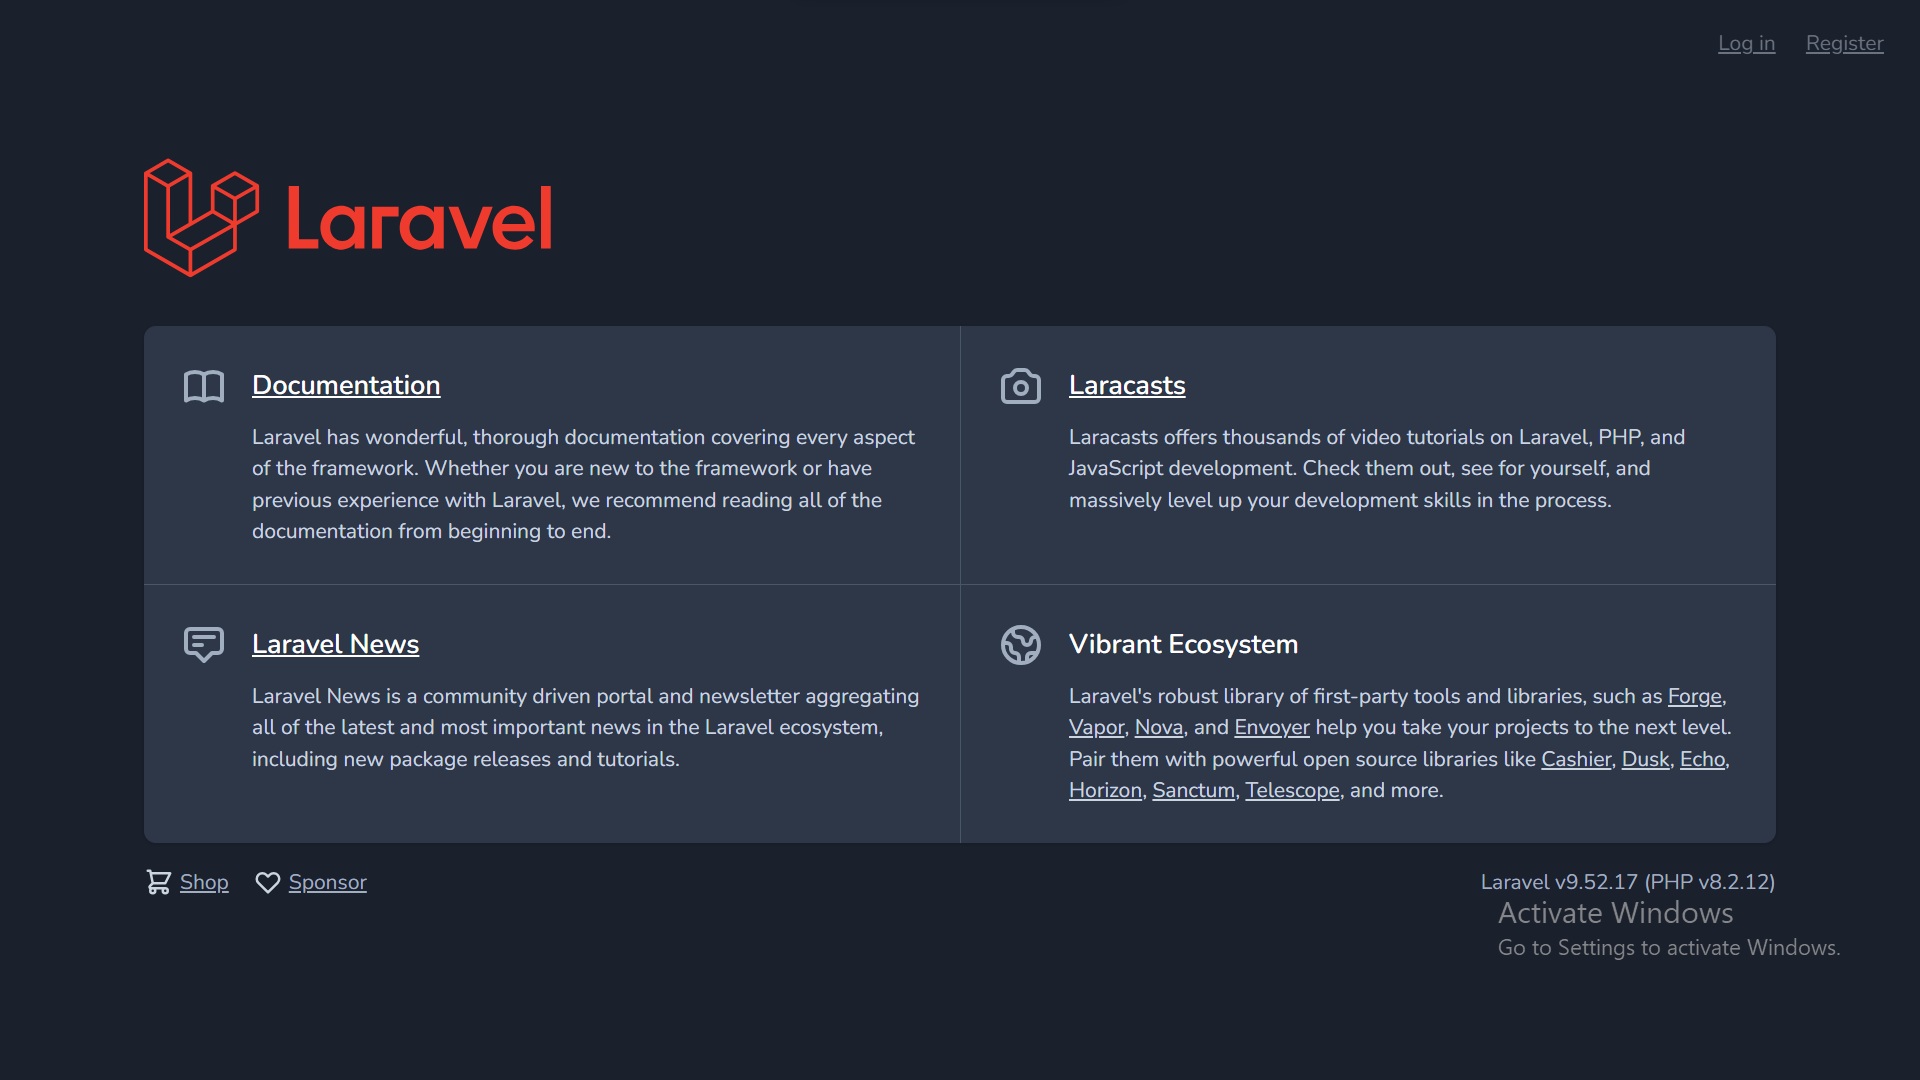 Log in Register
Laravel
Documentation
Laravel has wonderful, thorough documentation covering every aspect
of the framework. Whether you are new to the framework or have
previous experience with Laravel, we recommend reading all of the
documentation from beginning to end.
Laracasts
Laracasts offers thousands of video tutorials on Laravel, PHP, and
JavaScript development. Check them out, see for yourself, and
massively level up your development skills in the process.
Laravel News
Laravel News is a community driven portal and newsletter aggregating
all of the latest and most important news in the Laravel ecosystem,
including new package releases and tutorials.
Vibrant Ecosystem
Laravel's robust library of first-party tools and libraries, such as Forge,
Vapor, Nova, and Envoyer help you take your projects to the next level.
Pair them with powerful open source libraries like Cashier, Dusk, Echo,
Horizon, Sanctum, Telescope, and more.
Shop Sponsor
Laravel v9.52.17 (PHP v8.2.12)
Activate Windows
Go to Settings to activate Windows.